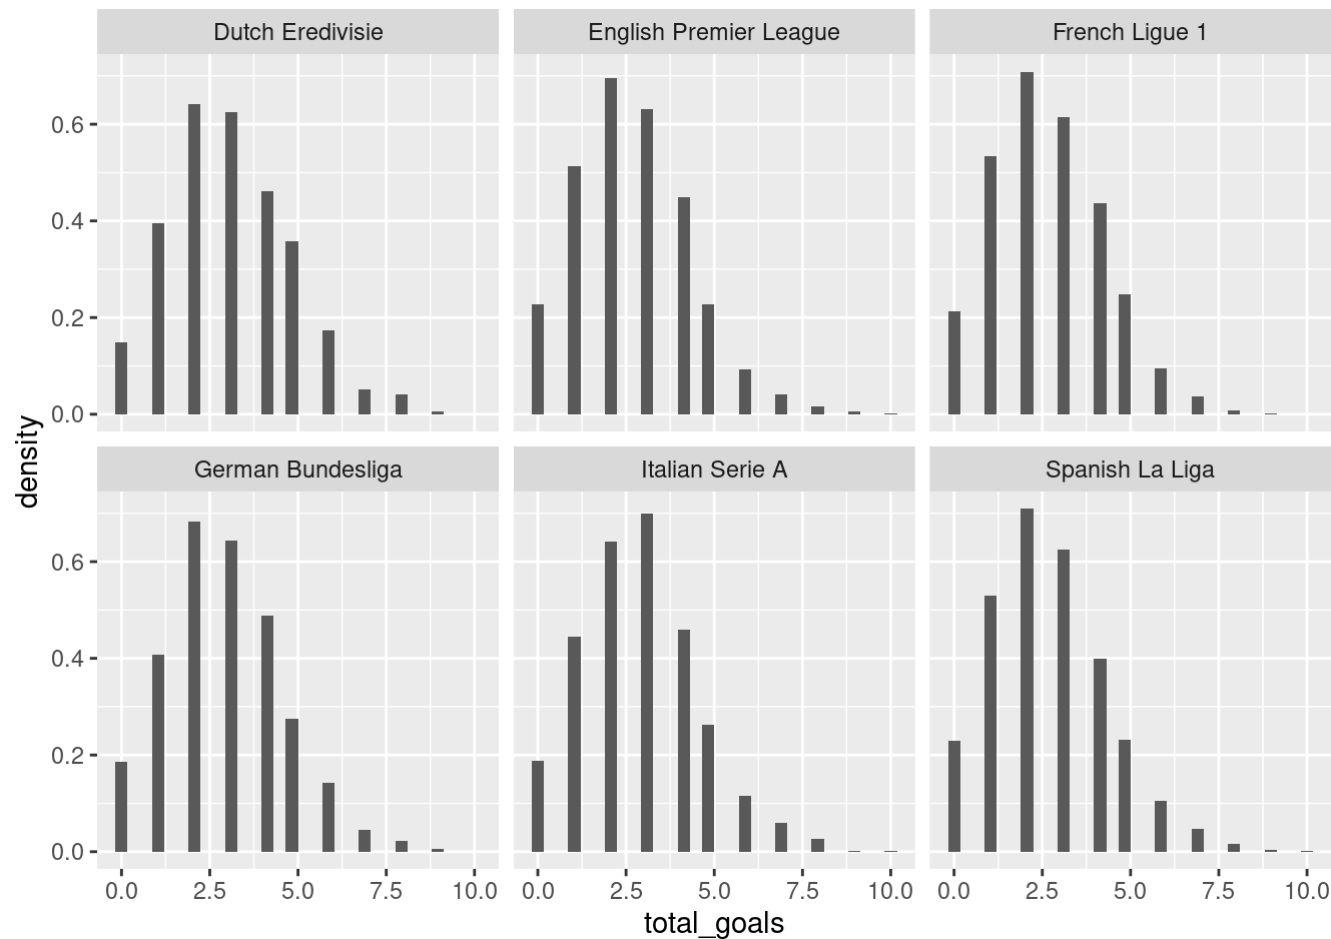 Dutch Eredivisie
English Premier League
French Ligue 1
0.6
0.4
0.2
0.0
density
German Bundesliga
Italian Serie A
Spanish La Liga
0.6
0.4
0.2
0.0
0.0 2.5 5.0 7.5 10.0
0.0 2.5 5.0 7.5 10.0
0.0 2.5 5.0 7.5 10.0
total_goals